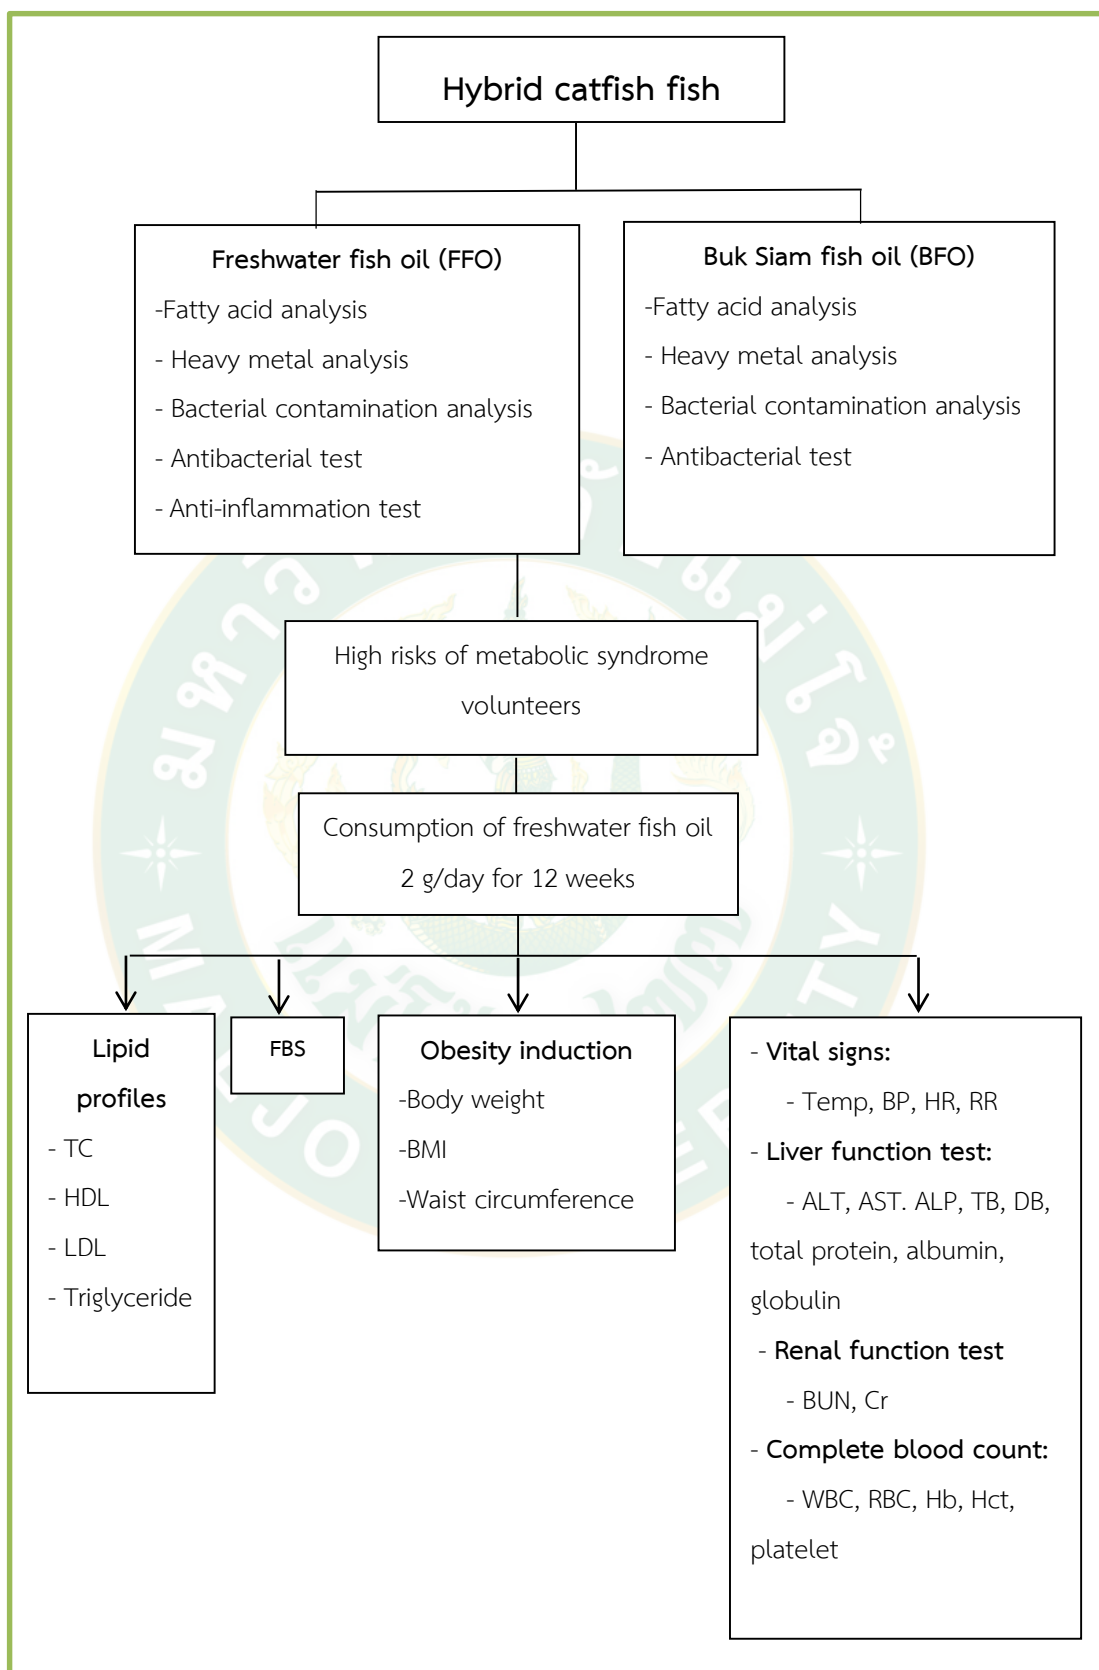 Hybrid catfish fish
Freshwater fish oil (FFO)
-Fatty acid analysis
- Heavy metal analysis
- Bacterial contamination analysis
- Antibacterial test
- Anti-inflammation test
Buk Siam fish oil (BFO)
-Fatty acid analysis
- Heavy metal analysis
- Bacterial contamination analysis
- Antibacterial test
High risks of metabolic syndrome
volunteers
Consumption of freshwater fish oil
2 g/day for 12 weeks
Lipid
profiles
- TC
- HDL
- LDL
- Triglyceride
FBS
Obesity induction
-Body weight
-BMI
-Waist circumference
- Vital signs:
- Temp, BP, HR, RR
- Liver function test:
- ALT, AST. ALP, TB, DB,
total protein, albumin,
globulin
- Renal function test
- BUN, Cr
- Complete blood count:
- WBC, RBC, Hb, Hct,
platelet